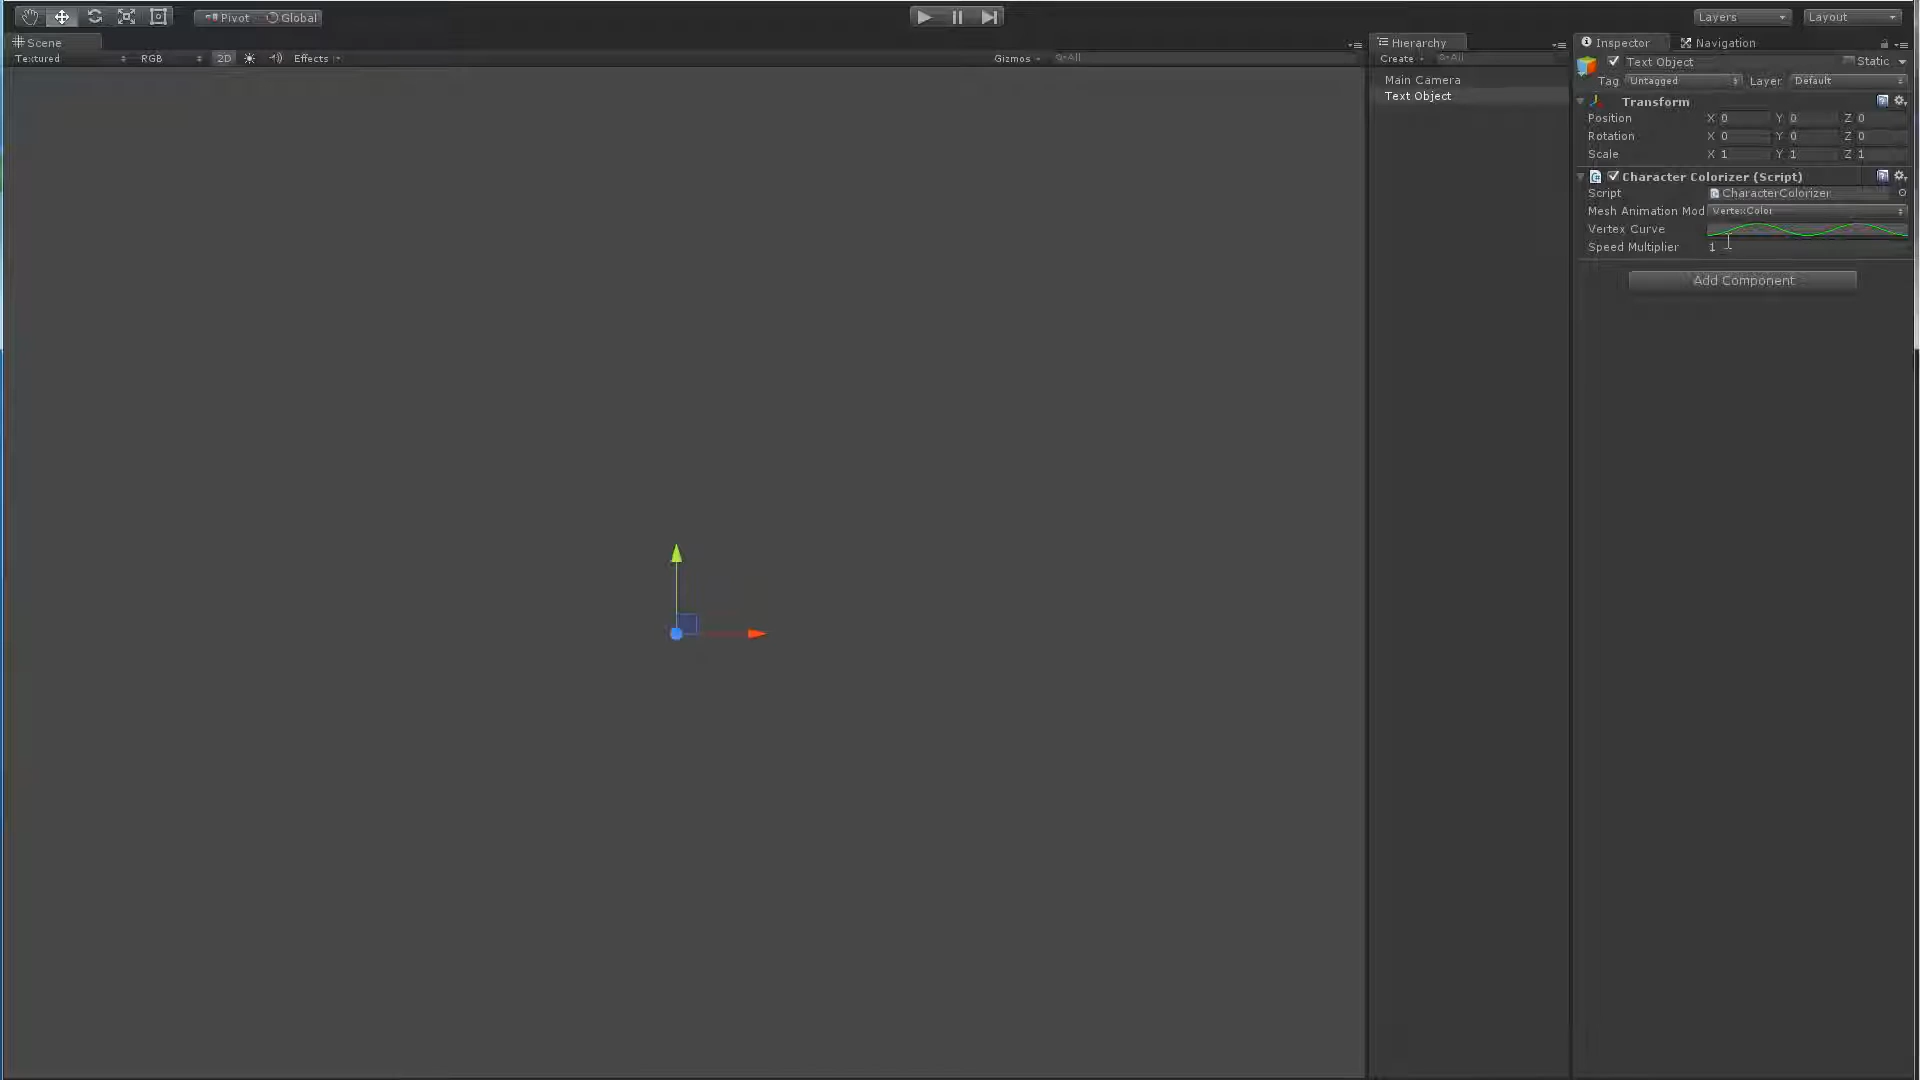 Pivot Global Layers Layout
Scene
Textured RGB 2D Effects Gizmos All
Hierarchy
Create All
Main Camera
Text Object
Inspector Navigation
Text Object Static
Tag Untagged Layer Default
Transform
Position X 0 Y 0 Z 0
Rotation X 0 Y 0 Z 0
Scale X 1 Y 1 Z 1
Character Colorizer (Script)
Script CharacterColorizer
Mesh Animation Mod VertexColor
Vertex Curve
Speed Multiplier 1
Add Component